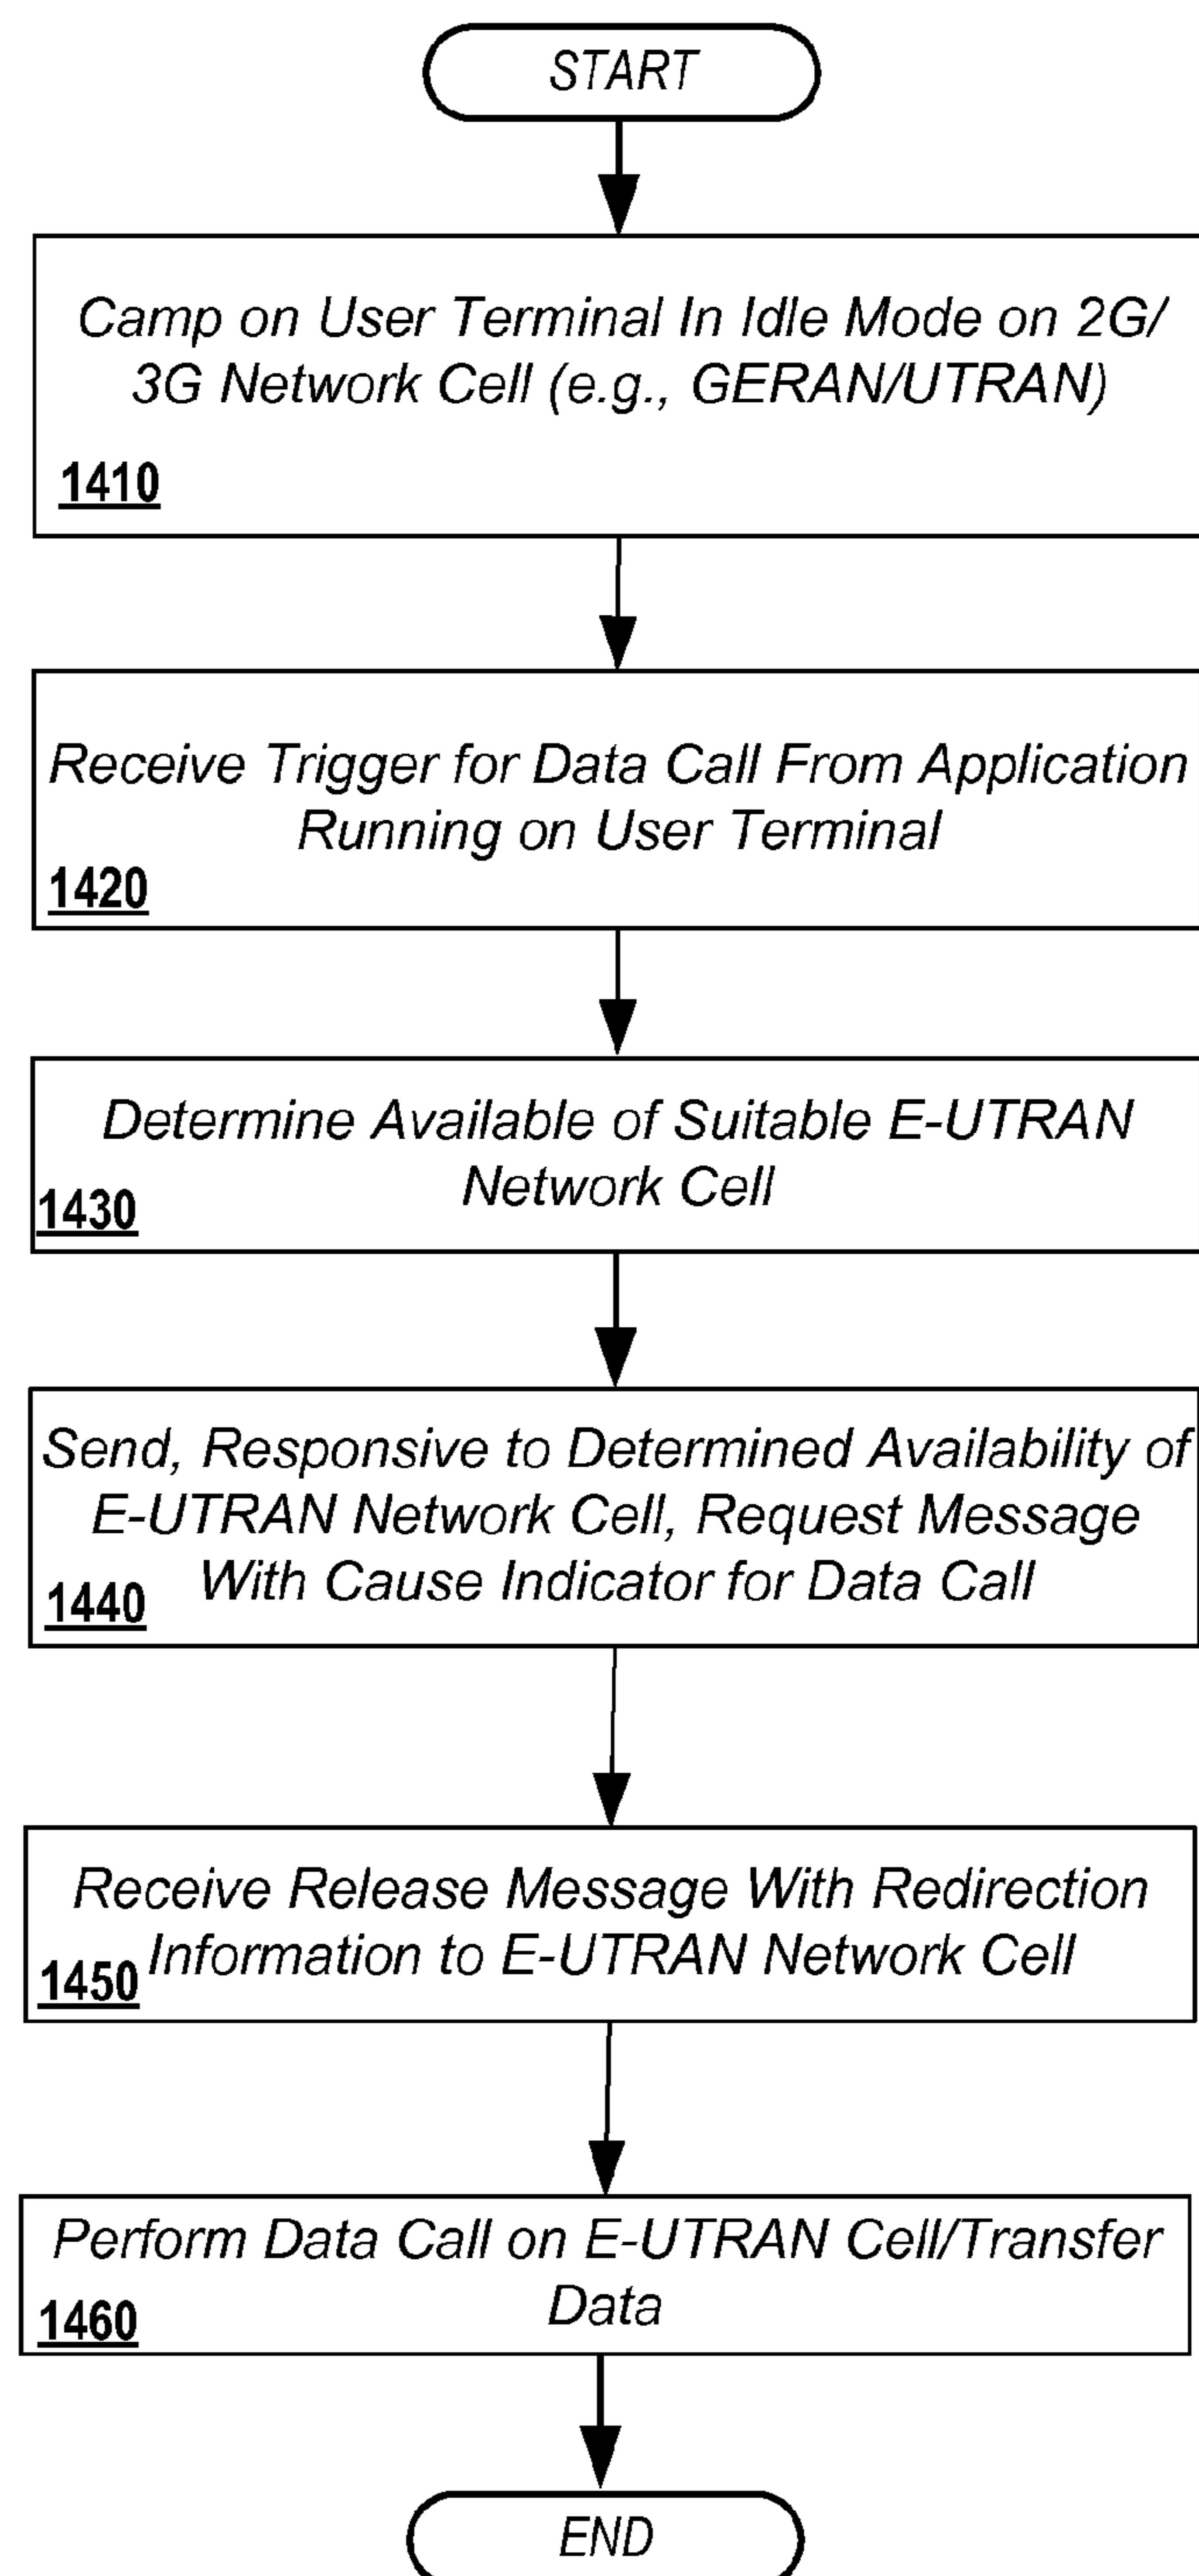 START
Camp on User Terminal In Idle Mode on 2G/
3G Network Cell (e.g., GERAN/UTRAN)
1410
Receive Trigger for Data Call From Application
Running on User Terminal
1420
Determine Available of Suitable E-UTRAN
Network Cell
1430
Send, Responsive to Determined Availability of
E-UTRAN Network Cell, Request Message
With Cause Indicator for Data Call
1440
Receive Release Message With Redirection
Information to E-UTRAN Network Cell
1450
Perform Data Call on E-UTRAN Cell/Transfer
Data
1460
END